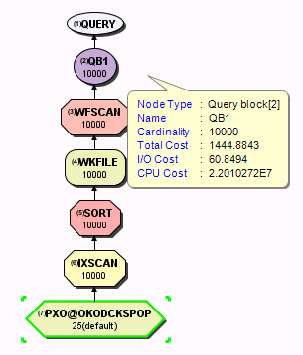 (1)QUERY
(2)QB1
10000
(3)WFSCAN
10000
(4)WKFILE
10000
(5)SORT
10000
(6)IXSCAN
10000
(7)PXO@OKODCKSPOP
25(default)
Node Type : Query block[2]
Name : QB1
Cardinality : 10000
Total Cost : 1444.8843
I/O Cost : 60.8494
CPU Cost : 2.2010272E7